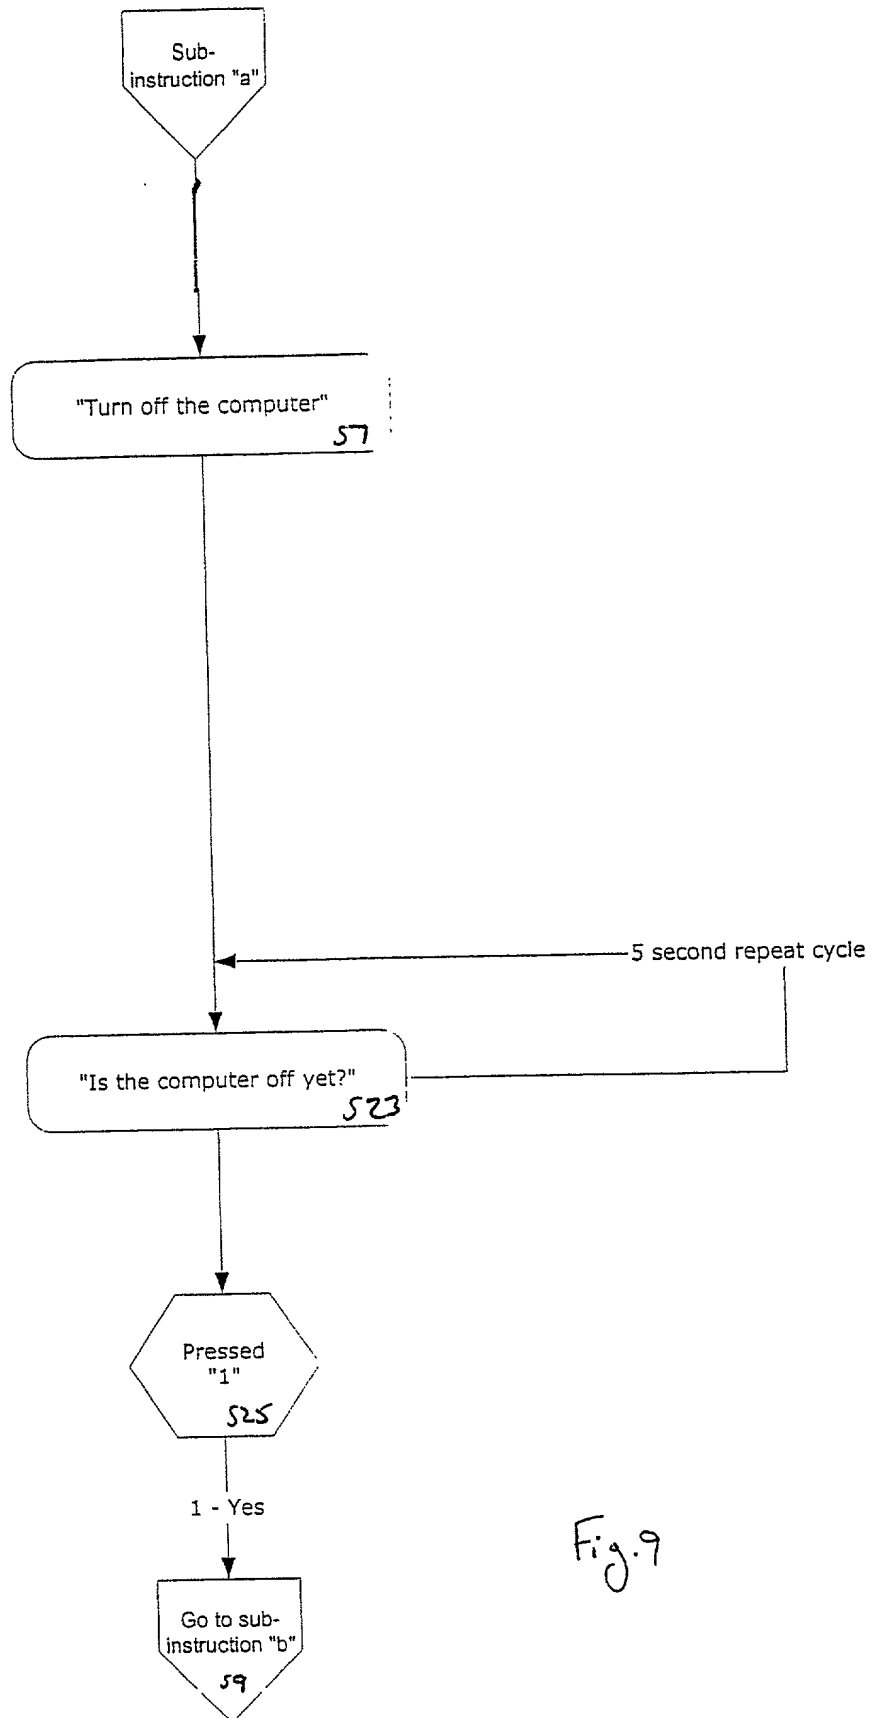 Sub-
instruction "a"
"Turn off the computer"
S7
5 second repeat cycle
"Is the computer off yet?"
S23
Pressed
"1"
S25
1 - Yes
Go to sub-
instruction "b"
S9
Fig. 9